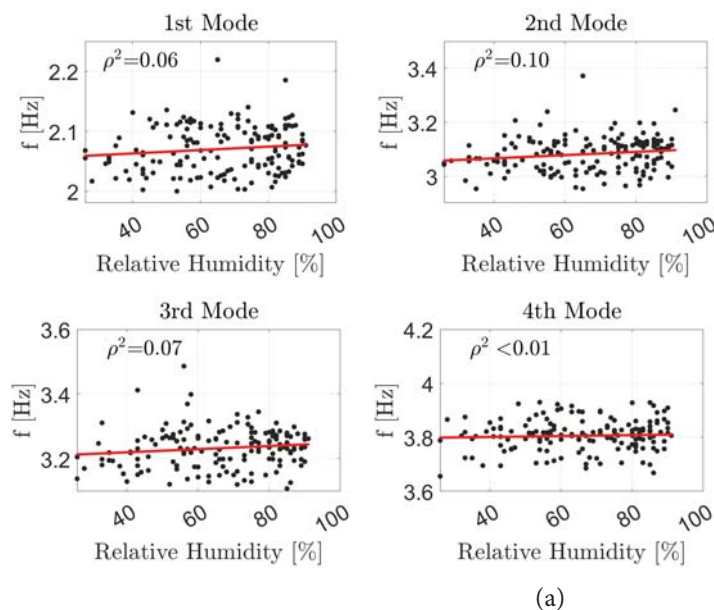 1st Mode
ρ²=0.06
2.2
2.1
2
f [Hz]
40
60
80
100
Relative Humidity [%]
2nd Mode
ρ²=0.10
3.4
3.2
3
f [Hz]
40
60
80
100
Relative Humidity [%]
3rd Mode
ρ²=0.07
3.6
3.4
3.2
f [Hz]
40
60
80
100
Relative Humidity [%]
4th Mode
ρ² <0.01
4.2
4
3.8
3.6
f [Hz]
40
60
80
100
Relative Humidity [%]
(a)